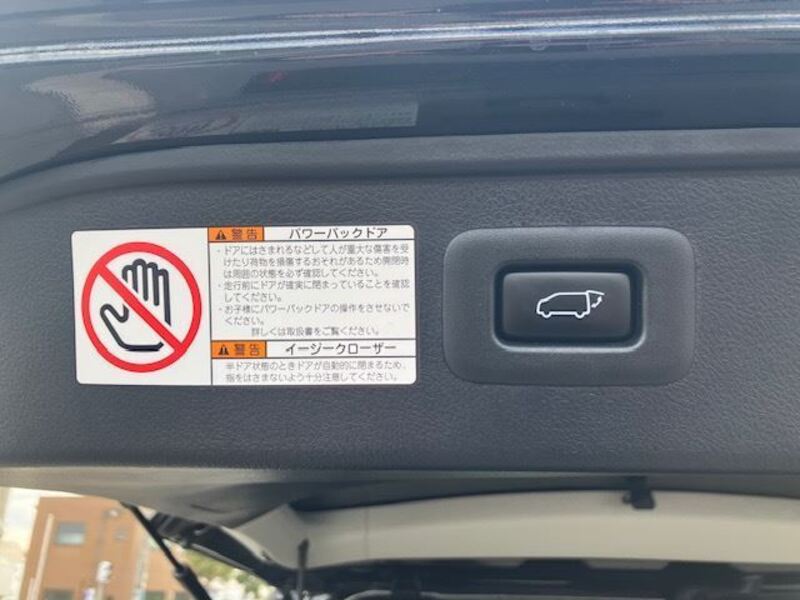 ⚠警告 パワーバックドア
・ドアにはさまれるなどして人が重大な傷害を受
けたり荷物を損傷するおそれがあるため開閉時
は周囲の状態を必ず確認してください。
・走行前にドアが確実に閉まっていることを確認
してください。
・お子様にパワーバックドアの操作をさせないで
ください。
詳しくは取扱書をご覧ください。
⚠警告 イージークローザー
半ドア状態のときドアが自動的に閉まるため、
指をはさまないよう十分注意してください。